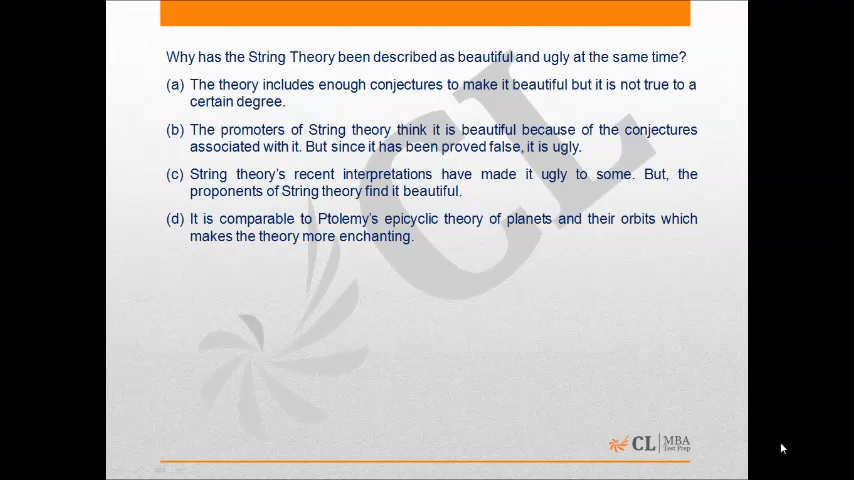 Why has the String Theory been described as beautiful and ugly at the same time?
(a) The theory includes enough conjectures to make it beautiful but it is not true to a
certain degree.
(b) The promoters of String theory think it is beautiful because of the conjectures
associated with it. But since it has been proved false, it is ugly.
(c) String theory's recent interpretations have made it ugly to some. But, the
proponents of String theory find it beautiful.
(d) It is comparable to Ptolemy's epicyclic theory of planets and their orbits which
makes the theory more enchanting.
CL
CL MBA
Test Prep